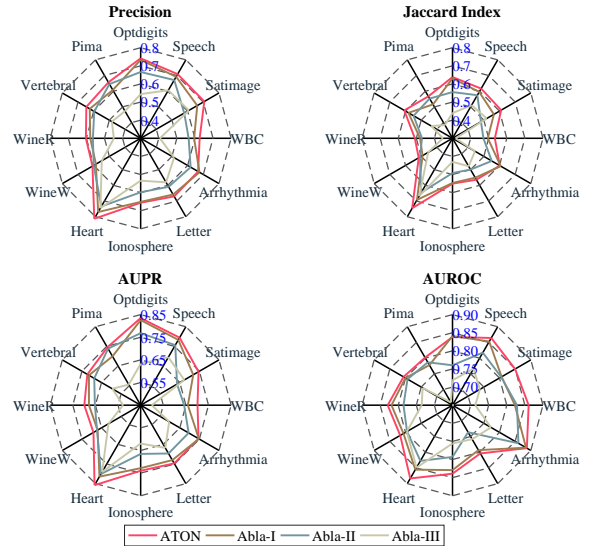 Precision
Optdigits
Speech
Satimage
WBC
Arrhythmia
Letter
Ionosphere
Heart
WineW
WineR
Vertebral
Pima
0.8
0.7
0.6
0.5
0.4
Jaccard Index
Optdigits
Speech
Satimage
WBC
Arrhythmia
Letter
Ionosphere
Heart
WineW
WineR
Vertebral
Pima
0.8
0.7
0.6
0.5
0.4
AUPR
Optdigits
Speech
Satimage
WBC
Arrhythmia
Letter
Ionosphere
Heart
WineW
WineR
Vertebral
Pima
0.85
0.75
0.65
0.55
AUROC
Optdigits
Speech
Satimage
WBC
Arrhythmia
Letter
Ionosphere
Heart
WineW
WineR
Vertebral
Pima
0.90
0.85
0.80
0.75
0.70
ATON Abla-I Abla-II Abla-III